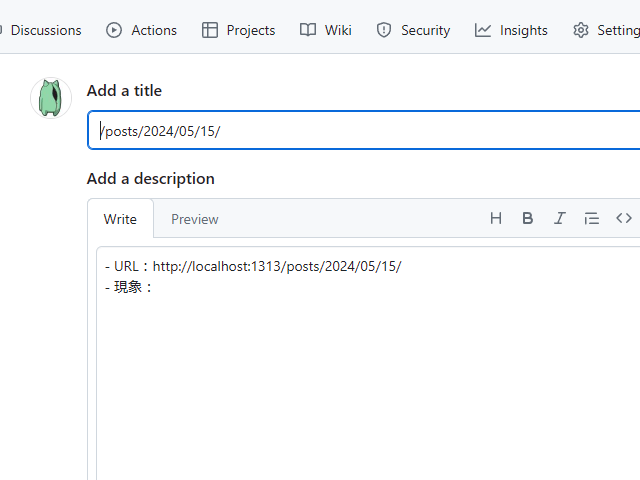 Discussions Actions Projects Wiki Security Insights
Add a title
/posts/2024/05/15/
Add a description
Write Preview H B I <>
- URL：http://localhost:1313/posts/2024/05/15/
- 現象：